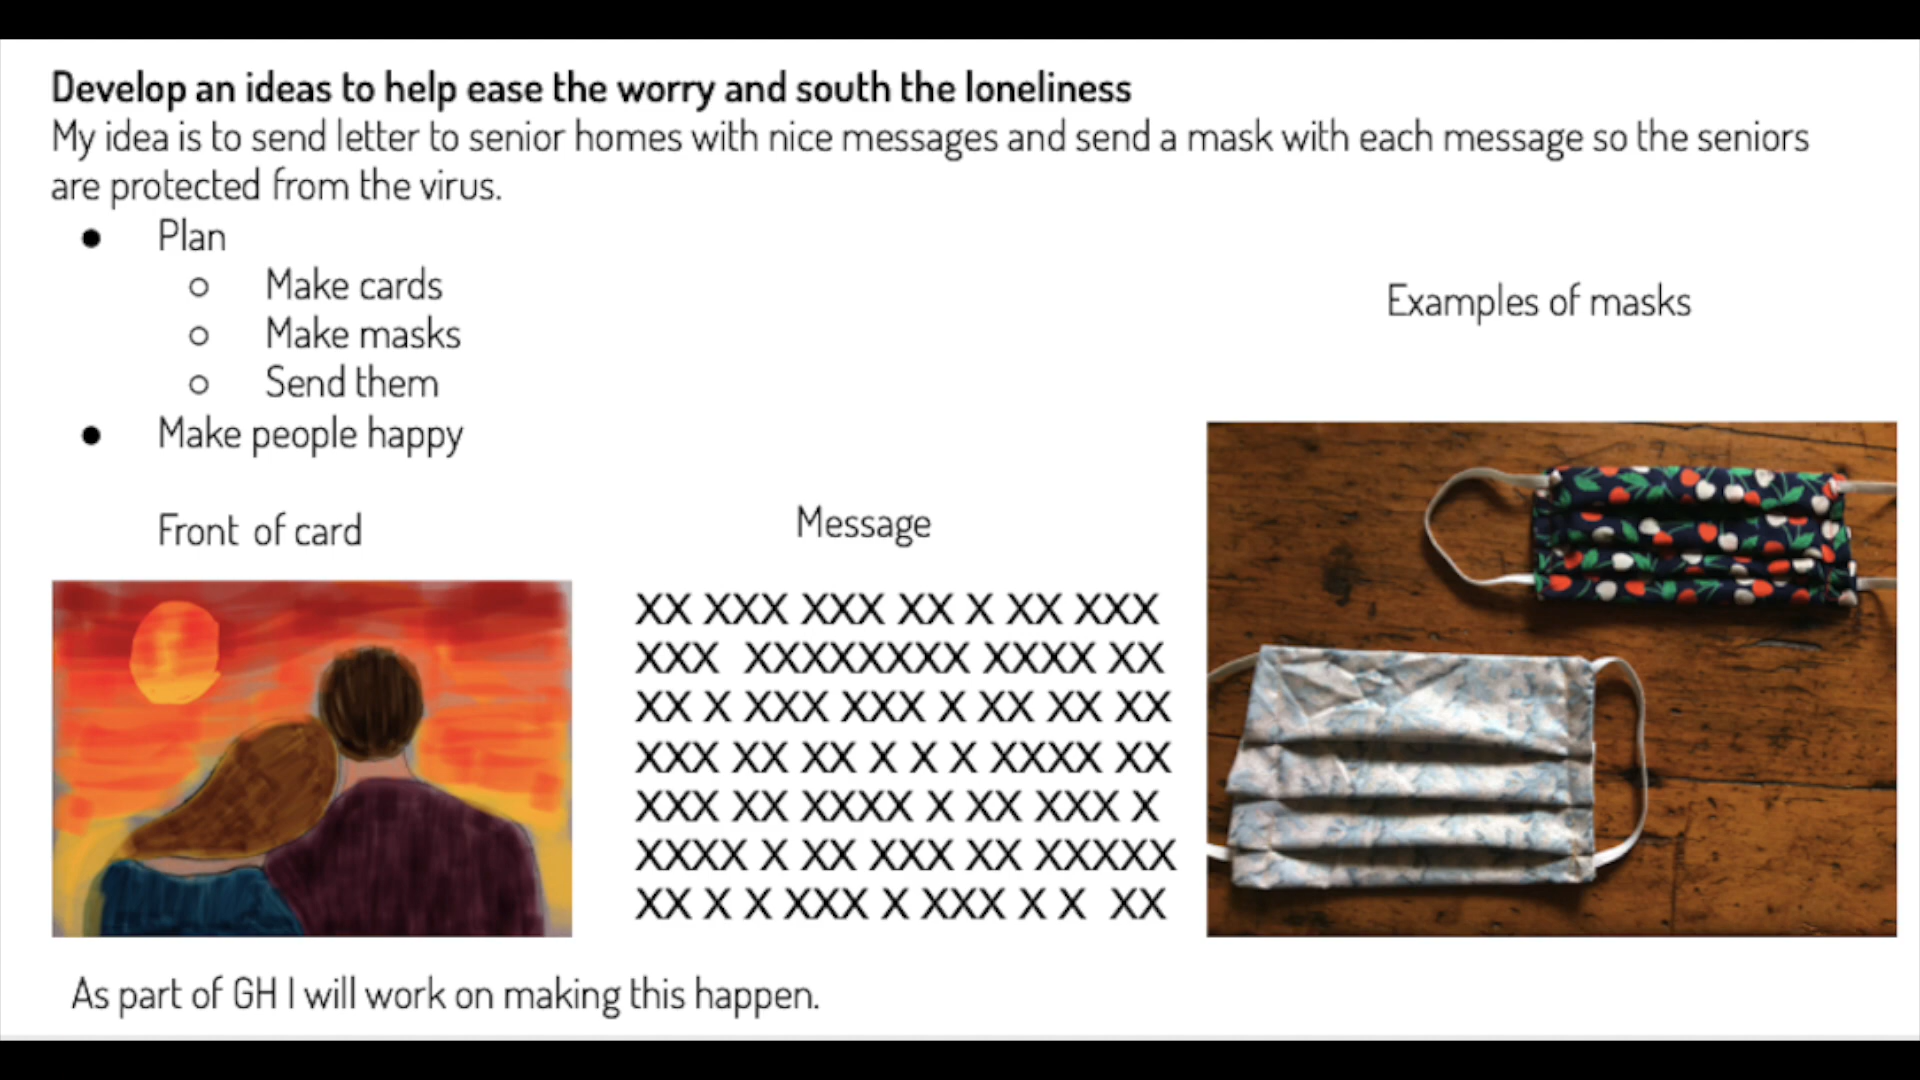 Develop an ideas to help ease the worry and south the loneliness
My idea is to send letter to senior homes with nice messages and send a mask with each message so the seniors
are protected from the virus.
● Plan
○ Make cards
○ Make masks
○ Send them
● Make people happy
Examples of masks
Front of card
Message
XX XXX XXX XX X XX XXX
XXX XXXXXXXX XXXX XX
XX X XXX XXX X XX XX XX
XXX XX XX X X X XXXX XX
XXX XX XXXX X XX XXX X
XXXX X XX XXX XX XXXXX
XX X X XXX X XXX X X XX
As part of GH I will work on making this happen.